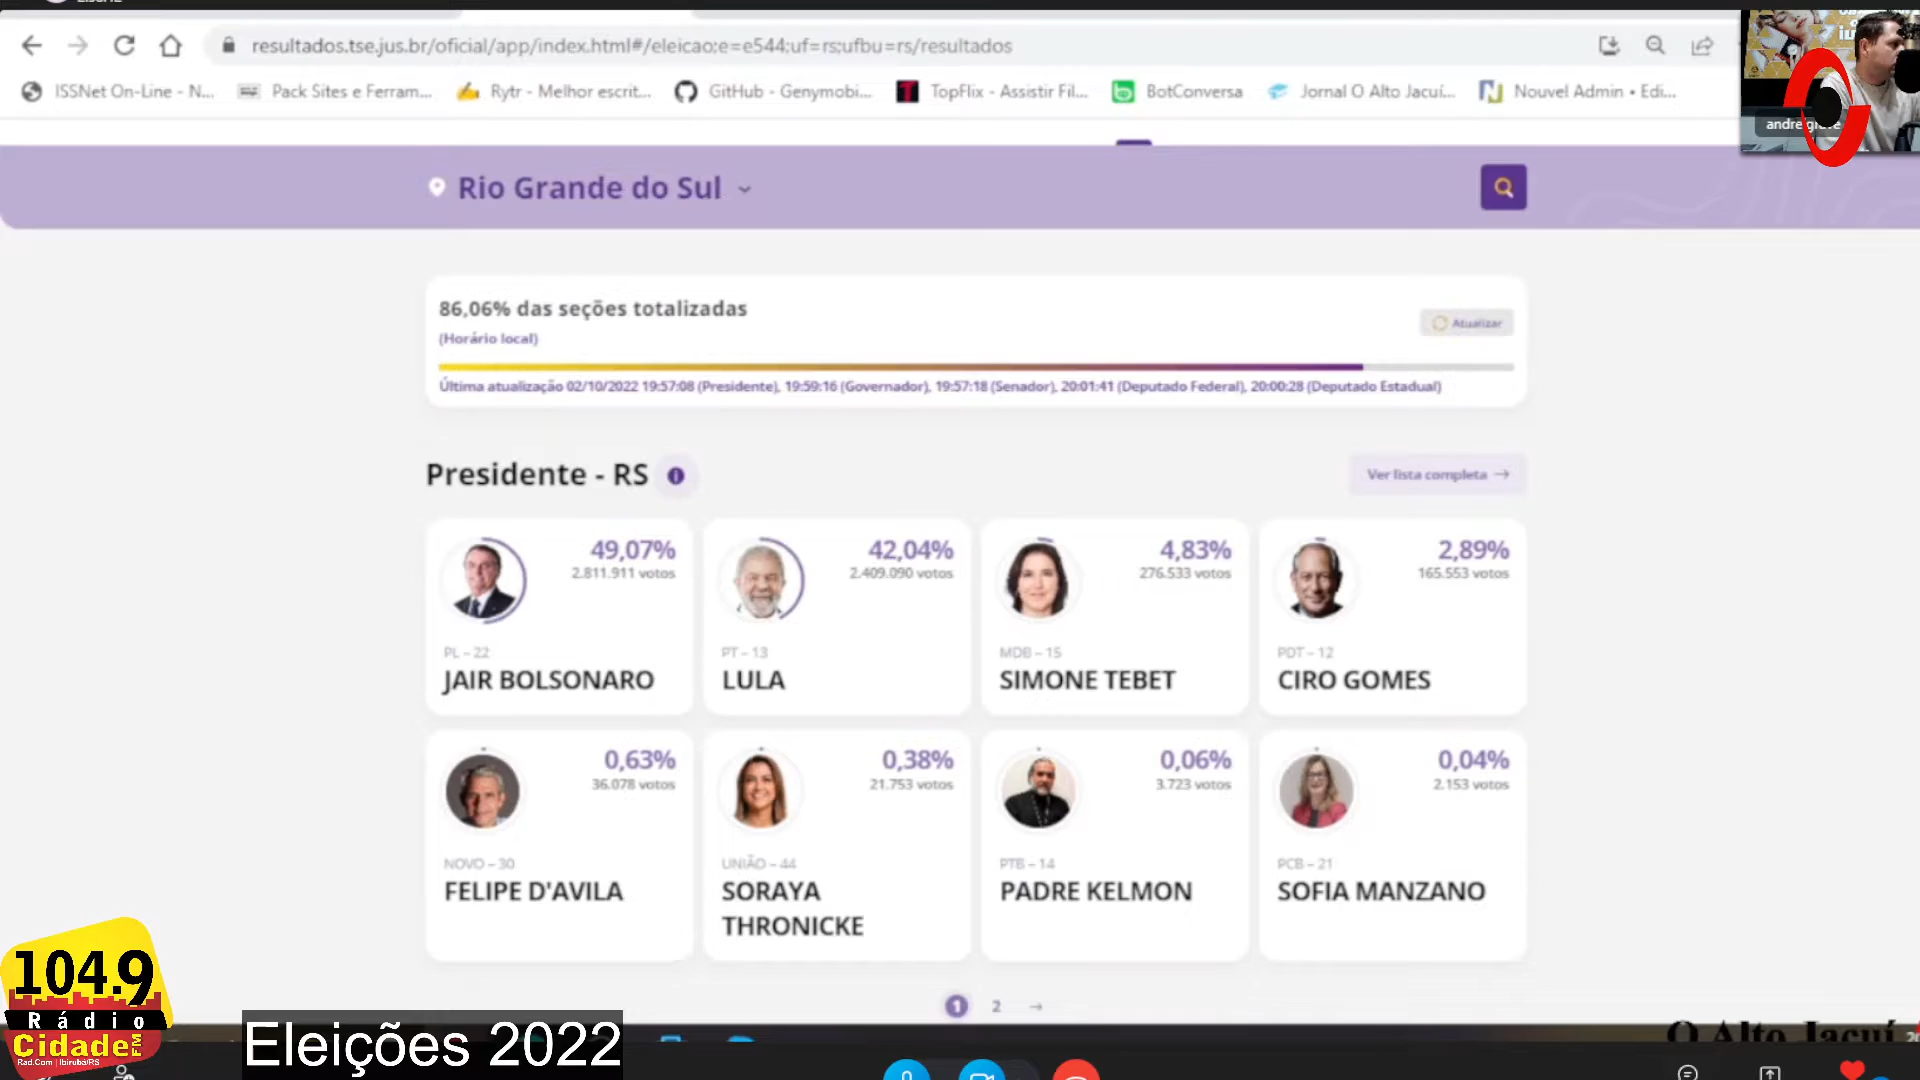 resultados.tse.jus.br/oficial/app/index.html#/eleicao;e=e544;uf=rs;ufbu=rs/resultados
ISSNet On-Line - N...
Pack Sites e Ferram...
Rytr - Melhor escrit...
GitHub - Genymobi...
TopFlix - Assistir Fil...
BotConversa
Jornal O Alto Jacuí...
Nouvel Admin • Edi...
Rio Grande do Sul
86,06% das seções totalizadas
(Horário local)
Atualizar
Última atualização 02/10/2022 19:57:08 (Presidente), 19:59:16 (Governador), 19:57:18 (Senador), 20:01:41 (Deputado Federal), 20:00:28 (Deputado Estadual)
Presidente - RS
Ver lista completa →
49,07%
2.811.911 votos
PL – 22
JAIR BOLSONARO
42,04%
2.409.090 votos
PT – 13
LULA
4,83%
276.533 votos
MDB – 15
SIMONE TEBET
2,89%
165.553 votos
PDT – 12
CIRO GOMES
0,63%
36.078 votos
NOVO – 30
FELIPE D'AVILA
0,38%
21.753 votos
UNIÃO – 44
SORAYA
THRONICKE
0,06%
3.723 votos
PTB – 14
PADRE KELMON
0,04%
2.153 votos
PCB – 21
SOFIA MANZANO
1 2 →
104.9
Rádio
Cidade FM
Rad.Com | Ibirubá/RS
Eleições 2022
O Alto Jacuí